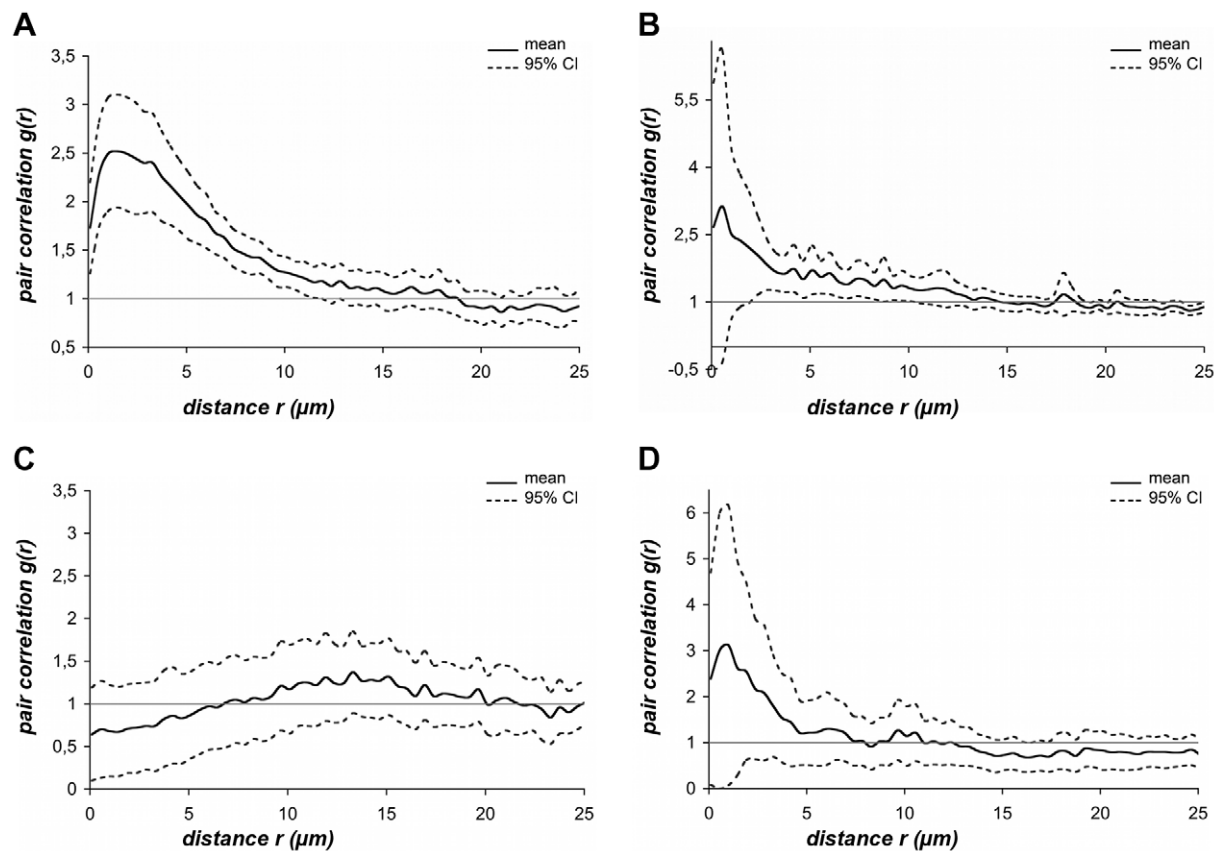 A
mean
95% CI
pair correlation g(r)
3,5
3
2,5
2
1,5
1
0,5
0 5 10 15 20 25
distance r (µm)
B
mean
95% CI
pair correlation g(r)
5,5
4
2,5
1
-0,5
0 5 10 15 20 25
distance r (µm)
C
mean
95% CI
pair correlation g(r)
3,5
3
2,5
2
1,5
1
0,5
0
0 5 10 15 20 25
distance r (µm)
D
mean
95% CI
pair correlation g(r)
6
5
4
3
2
1
0
0 5 10 15 20 25
distance r (µm)